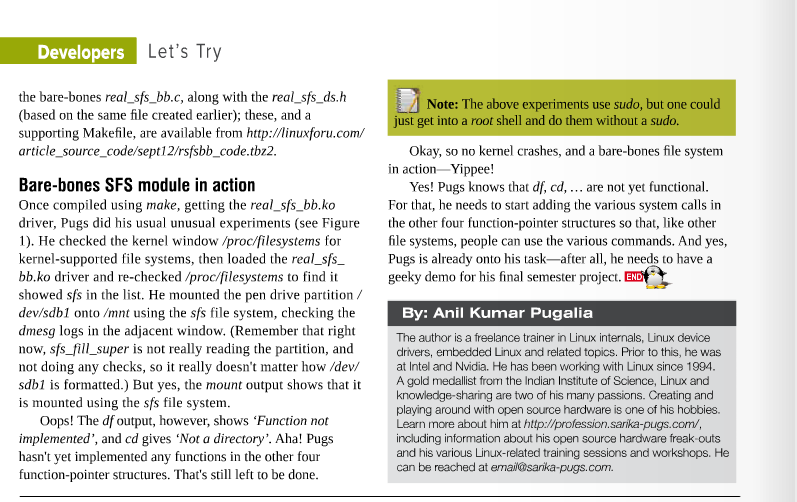 Developers Let's Try
the bare-bones real_sfs_bb.c, along with the real_sfs_ds.h
(based on the same file created earlier); these, and a
supporting Makefile, are available from http://linuxforu.com/
article_source_code/sept12/rsfsbb_code.tbz2.
Bare-bones SFS module in action
Once compiled using make, getting the real_sfs_bb.ko
driver, Pugs did his usual unusual experiments (see Figure
1). He checked the kernel window /proc/filesystems for
kernel-supported file systems, then loaded the real_sfs_
bb.ko driver and re-checked /proc/filesystems to find it
showed sfs in the list. He mounted the pen drive partition /
dev/sdb1 onto /mnt using the sfs file system, checking the
dmesg logs in the adjacent window. (Remember that right
now, sfs_fill_super is not really reading the partition, and
not doing any checks, so it really doesn't matter how /dev/
sdb1 is formatted.) But yes, the mount output shows that it
is mounted using the sfs file system.
Oops! The df output, however, shows ‘Function not
implemented’, and cd gives ‘Not a directory’. Aha! Pugs
hasn't yet implemented any functions in the other four
function-pointer structures. That's still left to be done.
Note: The above experiments use sudo, but one could
just get into a root shell and do them without a sudo.
Okay, so no kernel crashes, and a bare-bones file system
in action—Yippee!
Yes! Pugs knows that df, cd, … are not yet functional.
For that, he needs to start adding the various system calls in
the other four function-pointer structures so that, like other
file systems, people can use the various commands. And yes,
Pugs is already onto his task—after all, he needs to have a
geeky demo for his final semester project. END
By: Anil Kumar Pugalia
The author is a freelance trainer in Linux internals, Linux device
drivers, embedded Linux and related topics. Prior to this, he was
at Intel and Nvidia. He has been working with Linux since 1994.
A gold medallist from the Indian Institute of Science, Linux and
knowledge-sharing are two of his many passions. Creating and
playing around with open source hardware is one of his hobbies.
Learn more about him at http://profession.sarika-pugs.com/,
including information about his open source hardware freak-outs
and his various Linux-related training sessions and workshops. He
can be reached at email@sarika-pugs.com.